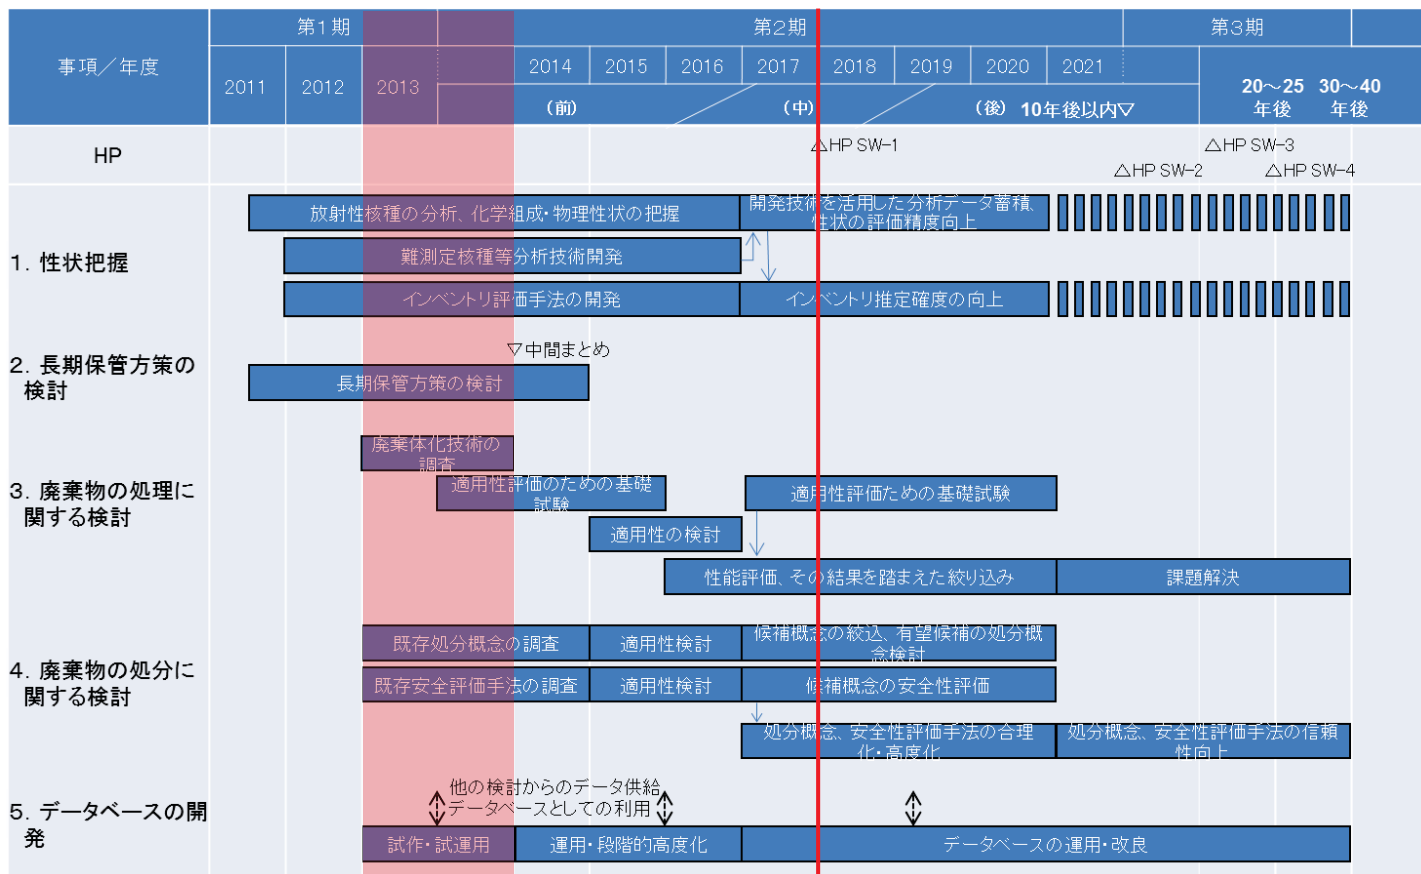 事項／年度
第1期
第2期
第3期
2011
2012
2013
2014
2015
2016
2017
2018
2019
2020
2021
（前）
（中）
（後）
10年後以内▽
20～25
年後
30～40
年後
HP
△HP SW-1
△HP SW-2
△HP SW-3
△HP SW-4
1. 性状把握
放射性核種の分析、化学組成・物理性状の把握
開発技術を活用した分析データ蓄積、
性状の評価精度向上
難測定核種等分析技術開発
インベントリ評価手法の開発
インベントリ推定確度の向上
2. 長期保管方策の
検討
▽中間まとめ
長期保管方策の検討
3. 廃棄物の処理に
関する検討
廃棄体化技術の
調査
適用性評価のための基礎
試験
適用性評価ための基礎試験
適用性の検討
性能評価、その結果を踏まえた絞り込み
課題解決
4. 廃棄物の処分に
関する検討
既存処分概念の調査
適用性検討
候補概念の絞込、有望候補の処分概
念検討
既存安全評価手法の調査
適用性検討
候補概念の安全性評価
処分概念、安全性評価手法の合理
化・高度化
処分概念、安全性評価手法の信頼
性向上
5. データベースの開
発
他の検討からのデータ供給
データベースとしての利用
試作・試運用
運用・段階的高度化
データベースの運用・改良